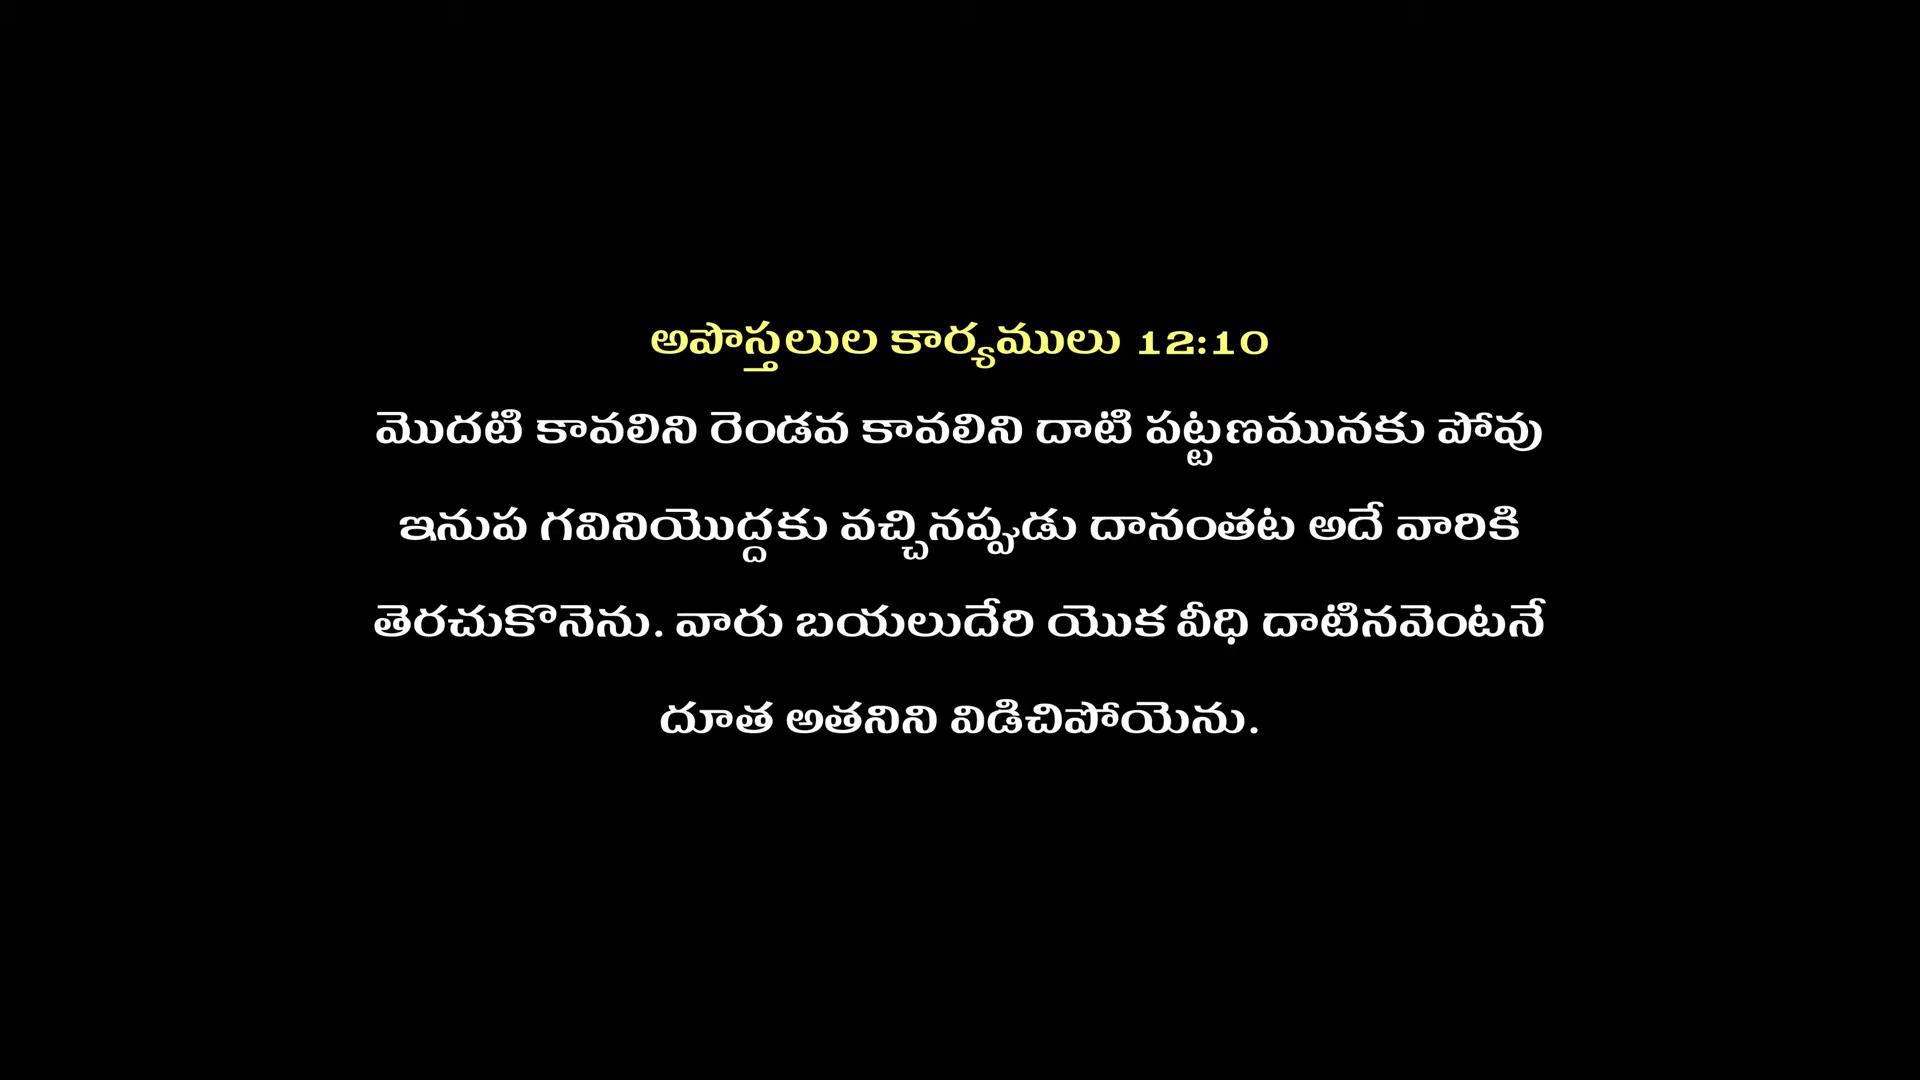 అపొస్తలుల కార్యములు 12:10
మొదటి కావలిని రెండవ కావలిని దాటి పట్టణమునకు పోవు
ఇనుప గవినియొద్దకు వచ్చినప్పుడు దానంతట అదే వారికి
తెరచుకొనెను. వారు బయలుదేరి యొక వీధి దాటినవెంటనే
దూత అతనిని విడిచిపోయెను.